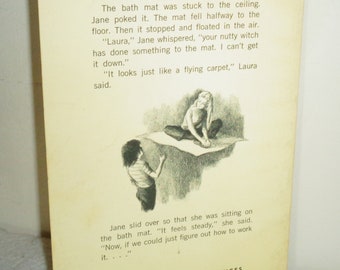 The bath mat was stuck to the ceiling.
Jane poked it. The mat fell halfway to the
floor. Then it stopped and floated in the air.
"Laura," Jane whispered, "your nutty witch
has done something to the mat. I can't get
it down."
"It looks just like a flying carpet," Laura
said.
Jane slid over so that she was sitting on
the bath mat. "It feels steady," she said.
"Now, if we could just figure out how to work
it. . . ."